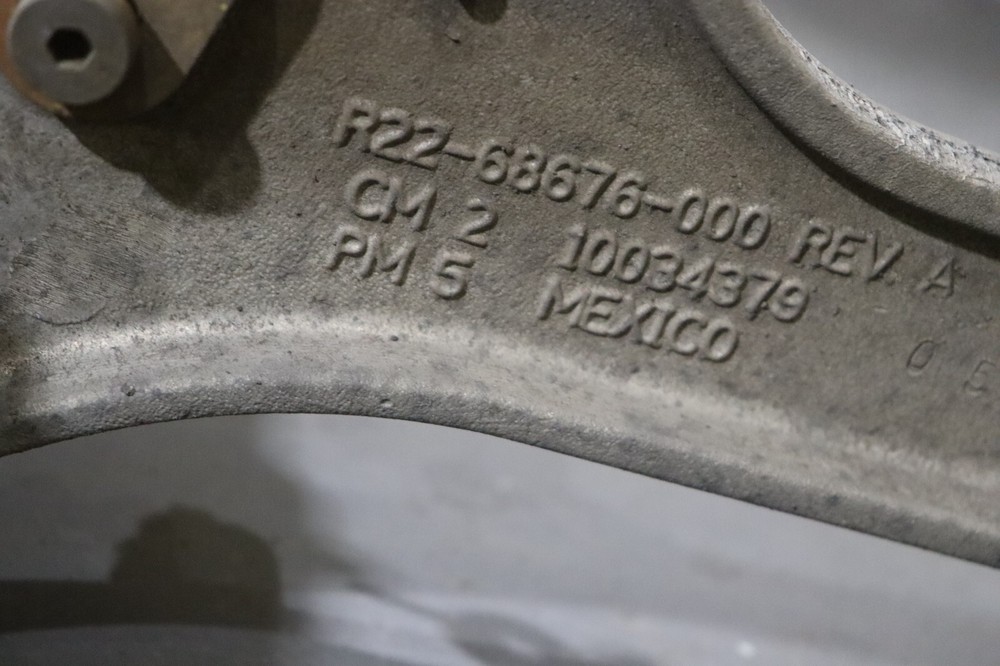 R22-68676-000 REV. A
CM 2 10034379
PM 5 MEXICO